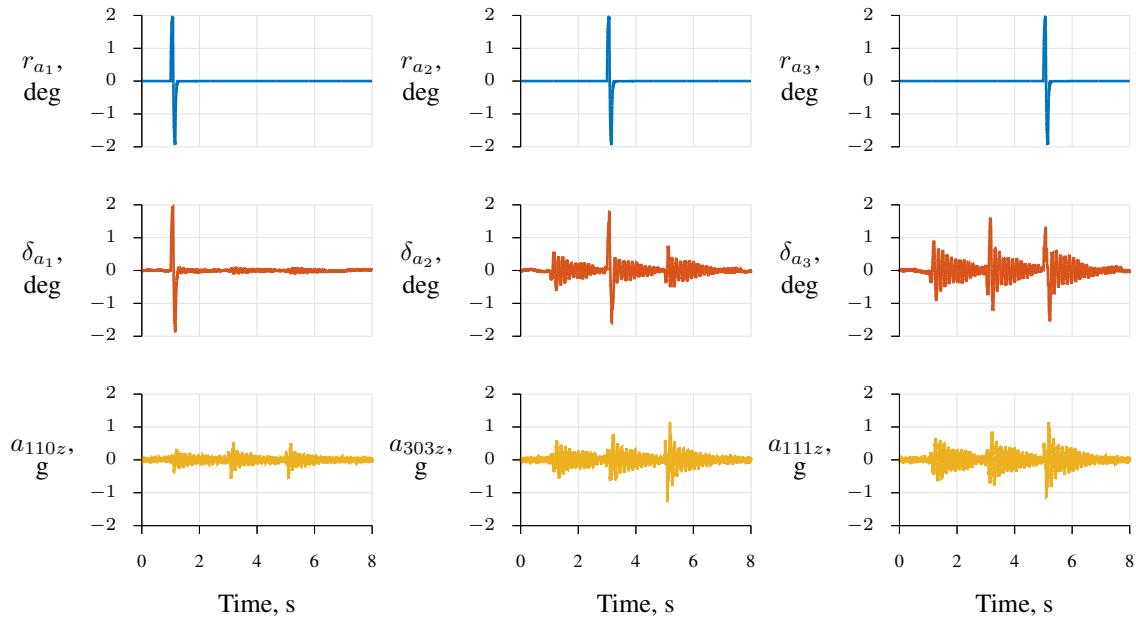 2
1
0
−1
−2
r_{a_1},
deg
2
1
0
−1
−2
r_{a_2},
deg
2
1
0
−1
−2
r_{a_3},
deg
2
1
0
−1
−2
δ_{a_1},
deg
2
1
0
−1
−2
δ_{a_2},
deg
2
1
0
−1
−2
δ_{a_3},
deg
2
1
0
−1
−2
a_{110z},
g
0 2 4 6 8
Time, s
2
1
0
−1
−2
a_{303z},
g
0 2 4 6 8
Time, s
2
1
0
−1
−2
a_{111z},
g
0 2 4 6 8
Time, s